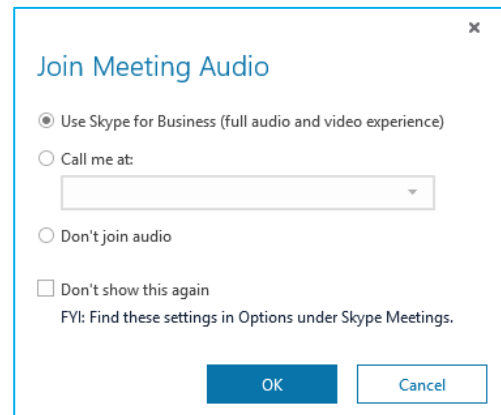 Join Meeting Audio
Use Skype for Business (full audio and video experience)
Call me at:
Don't join audio
Don't show this again
FYI: Find these settings in Options under Skype Meetings.
OK Cancel